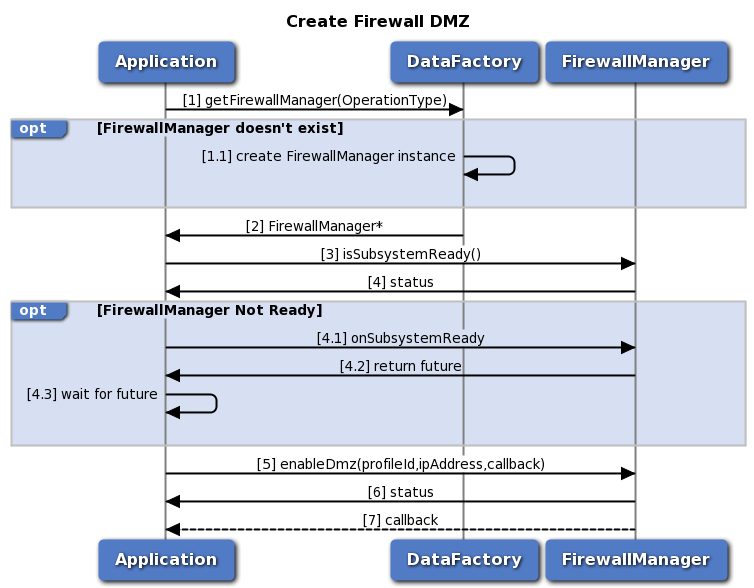 Create Firewall DMZ
Application DataFactory FirewallManager
[1] getFirewallManager(OperationType)
opt [FirewallManager doesn't exist]
[1.1] create FirewallManager instance
[2] FirewallManager*
[3] isSubsystemReady()
[4] status
opt [FirewallManager Not Ready]
[4.1] onSubsystemReady
[4.2] return future
[4.3] wait for future
[5] enableDmz(profileId,ipAddress,callback)
[6] status
[7] callback
Application DataFactory FirewallManager